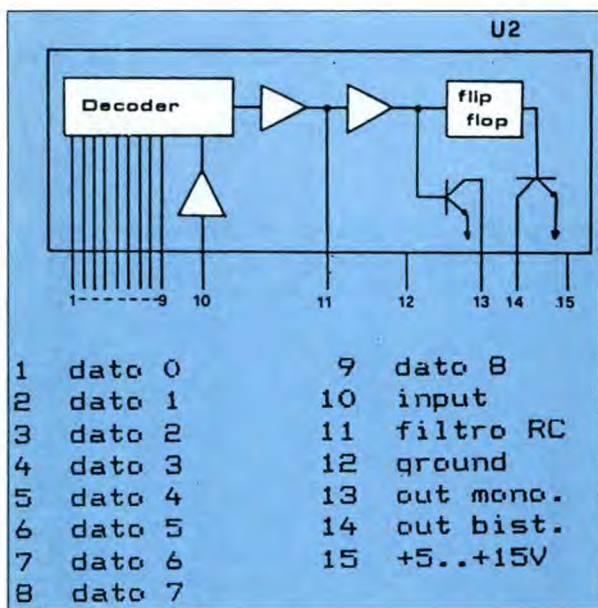 U2
Decoder
flip
flop
1 - - - - - - 9 10 11 12 13 14 15
1 dato 0
2 dato 1
3 dato 2
4 dato 3
5 dato 4
6 dato 5
7 dato 6
8 dato 7
9 dato 8
10 input
11 filtro RC
12 ground
13 out mono.
14 out bist.
15 +5..+15V